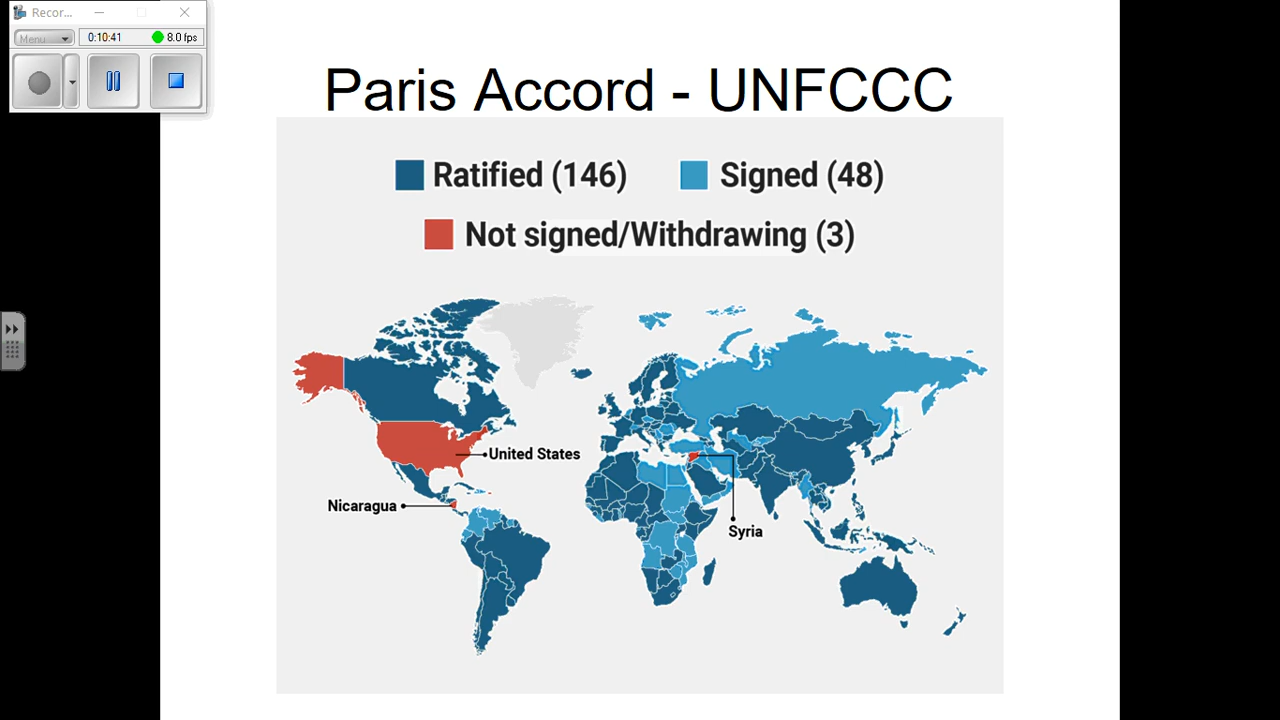 Recor...
Menu
0:10:41
8.0 fps
Paris Accord - UNFCCC
Ratified (146)
Signed (48)
Not signed/Withdrawing (3)
United States
Nicaragua
Syria